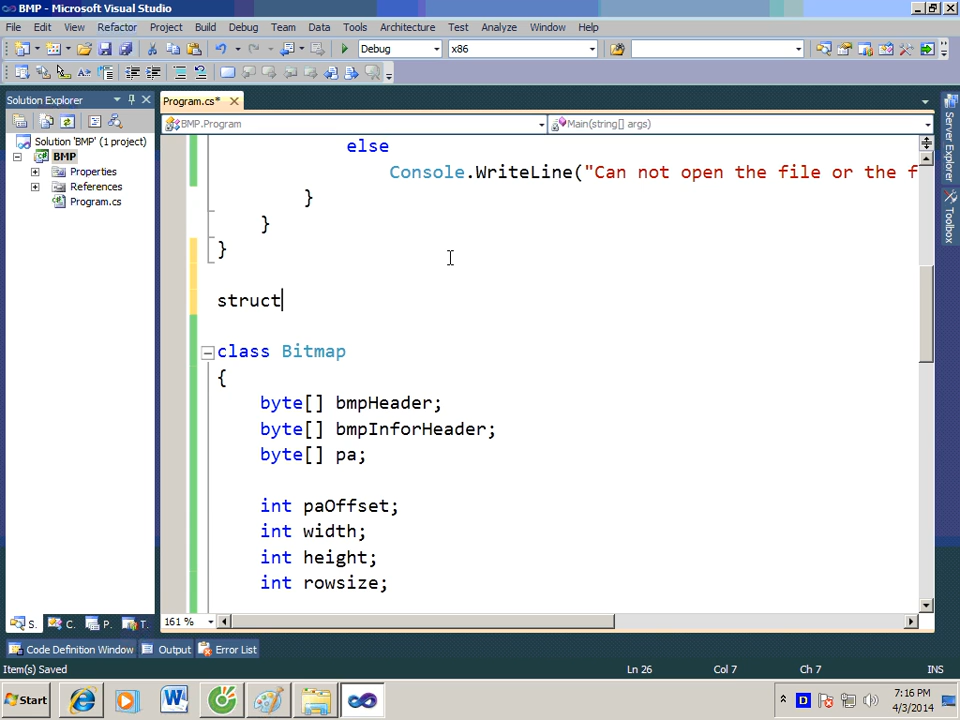 BMP - Microsoft Visual Studio
File Edit View Refactor Project Build Debug Team Data Tools Architecture Test Analyze Window Help
Debug x86
Solution Explorer
Program.cs*
BMP.Program
Main(string[] args)
Solution 'BMP' (1 project)
BMP
Properties
References
Program.cs
else
Console.WriteLine("Can not open the file or the f
}
}
}
struct
class Bitmap
{
byte[] bmpHeader;
byte[] bmpInforHeader;
byte[] pa;
int paOffset;
int width;
int height;
int rowsize;
Server Explorer
Toolbox
S. C. P. T.
161 %
Code Definition Window Output Error List
Item(s) Saved Ln 26 Col 7 Ch 7 INS
Start
D
7:16 PM
4/3/2014